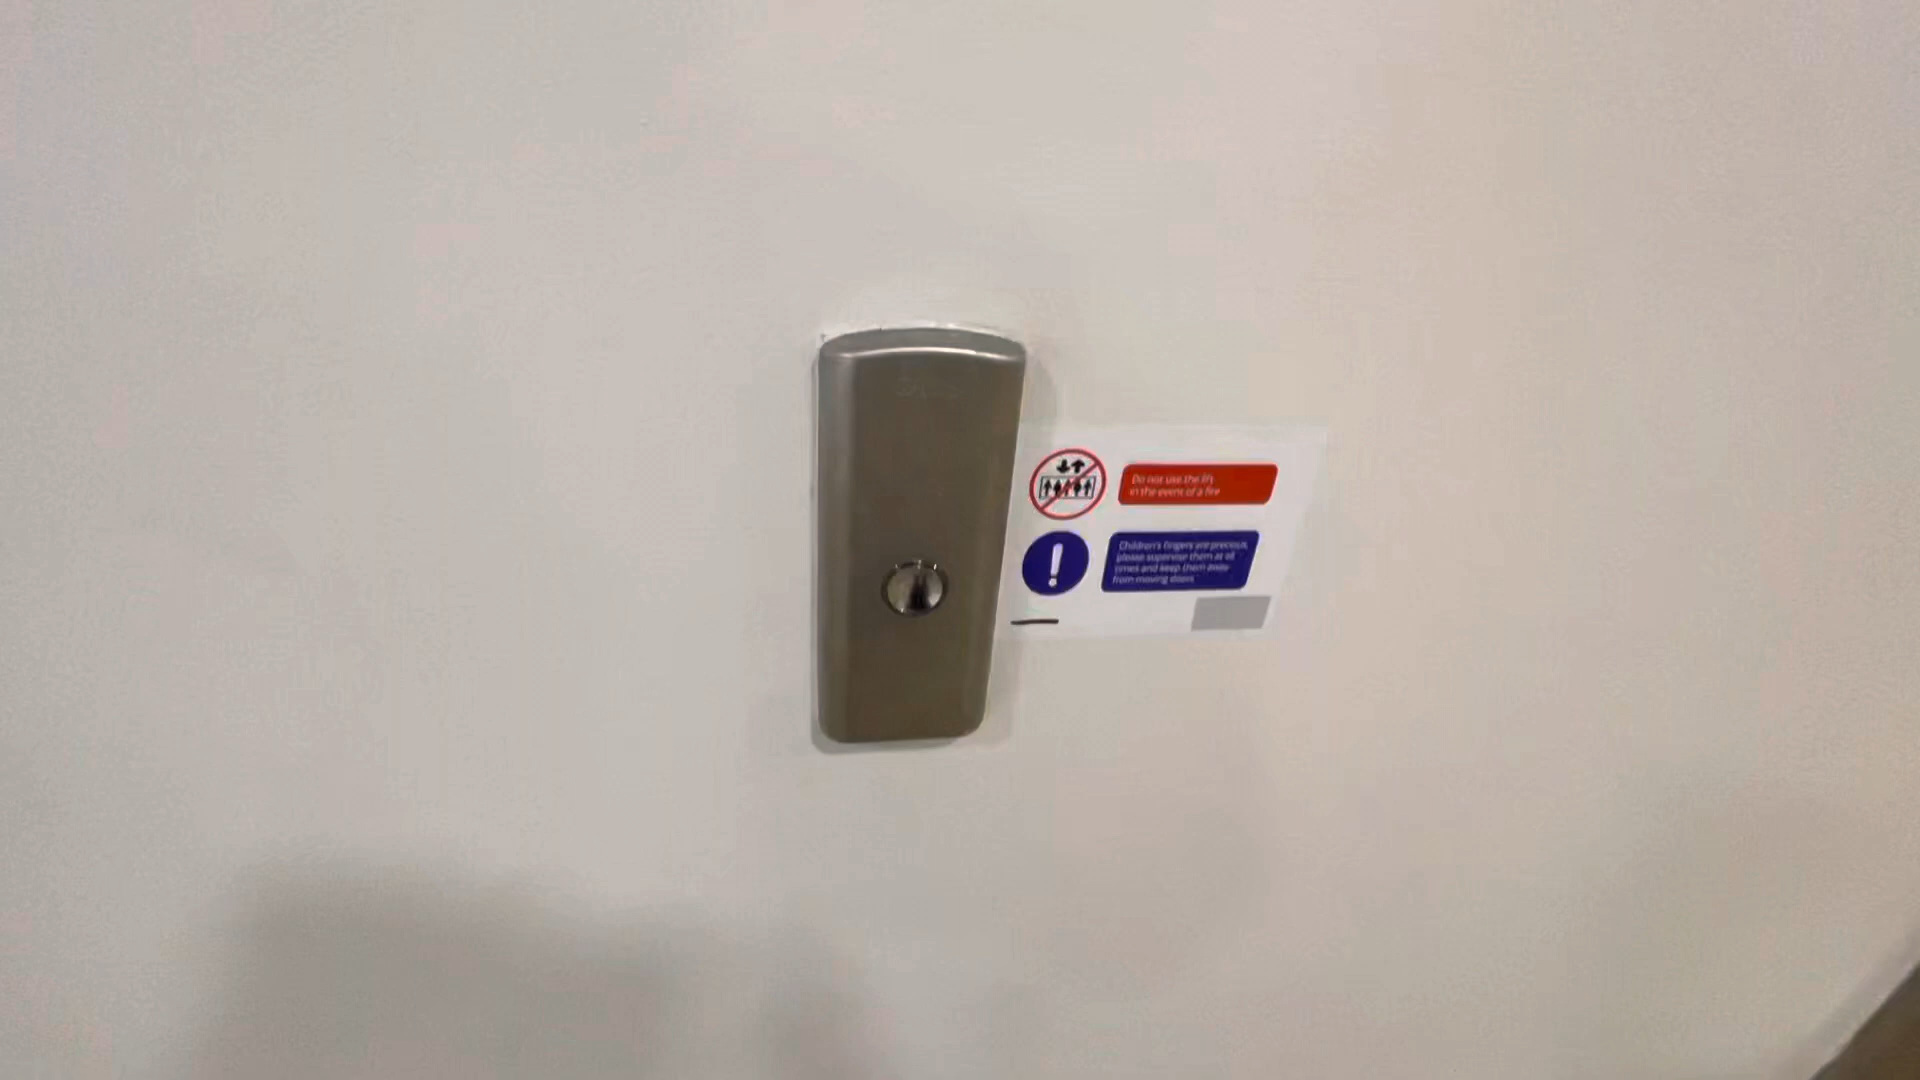 Do not use the lift
in the event of a fire
Children's fingers are precious,
please supervise them at all
times and keep them away
from moving doors